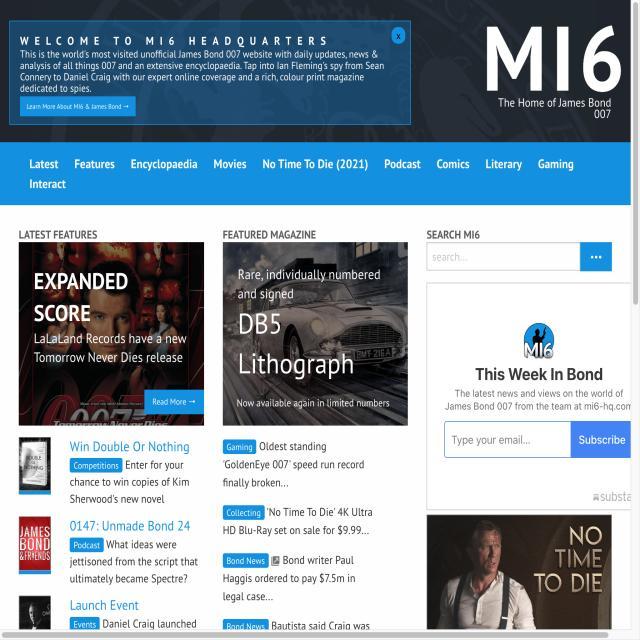 WELCOME TO MI6 HEADQUARTERS
x
This is the world's most visited unofficial James Bond 007 website with daily updates, news &
analysis of all things 007 and an extensive encyclopaedia. Tap into Ian Fleming's spy from Sean
Connery to Daniel Craig with our expert online coverage and a rich, colour print magazine
dedicated to spies.
Learn More About MI6 & James Bond →
MI6
The Home of James Bond
007
Latest Features Encyclopaedia Movies No Time To Die (2021) Podcast Comics Literary Gaming
Interact
LATEST FEATURES
EXPANDED
SCORE
LaLaLand Records have a new
Tomorrow Never Dies release
Read More →
007
Tomorrow Never Dies
Win Double Or Nothing
Competitions Enter for your
chance to win copies of Kim
Sherwood's new novel
JAMES
BOND
& FRIENDS
0147: Unmade Bond 24
Podcast What ideas were
jettisoned from the script that
ultimately became Spectre?
Launch Event
Events Daniel Craig launched
FEATURED MAGAZINE
Rare, individually numbered
and signed
DB5
Lithograph
BMT 216A
Now available again in limited numbers
Gaming Oldest standing
'GoldenEye 007' speed run record
finally broken...
Collecting 'No Time To Die' 4K Ultra
HD Blu-Ray set on sale for $9.99...
Bond News Bond writer Paul
Haggis ordered to pay $7.5m in
legal case...
Bond News Bautista said Craig was
SEARCH MI6
search...
MI6
This Week In Bond
The latest news and views on the world of
James Bond 007 from the team at mi6-hq.com
Type your email...
Subscribe
substa
NO
TIME
TO DIE